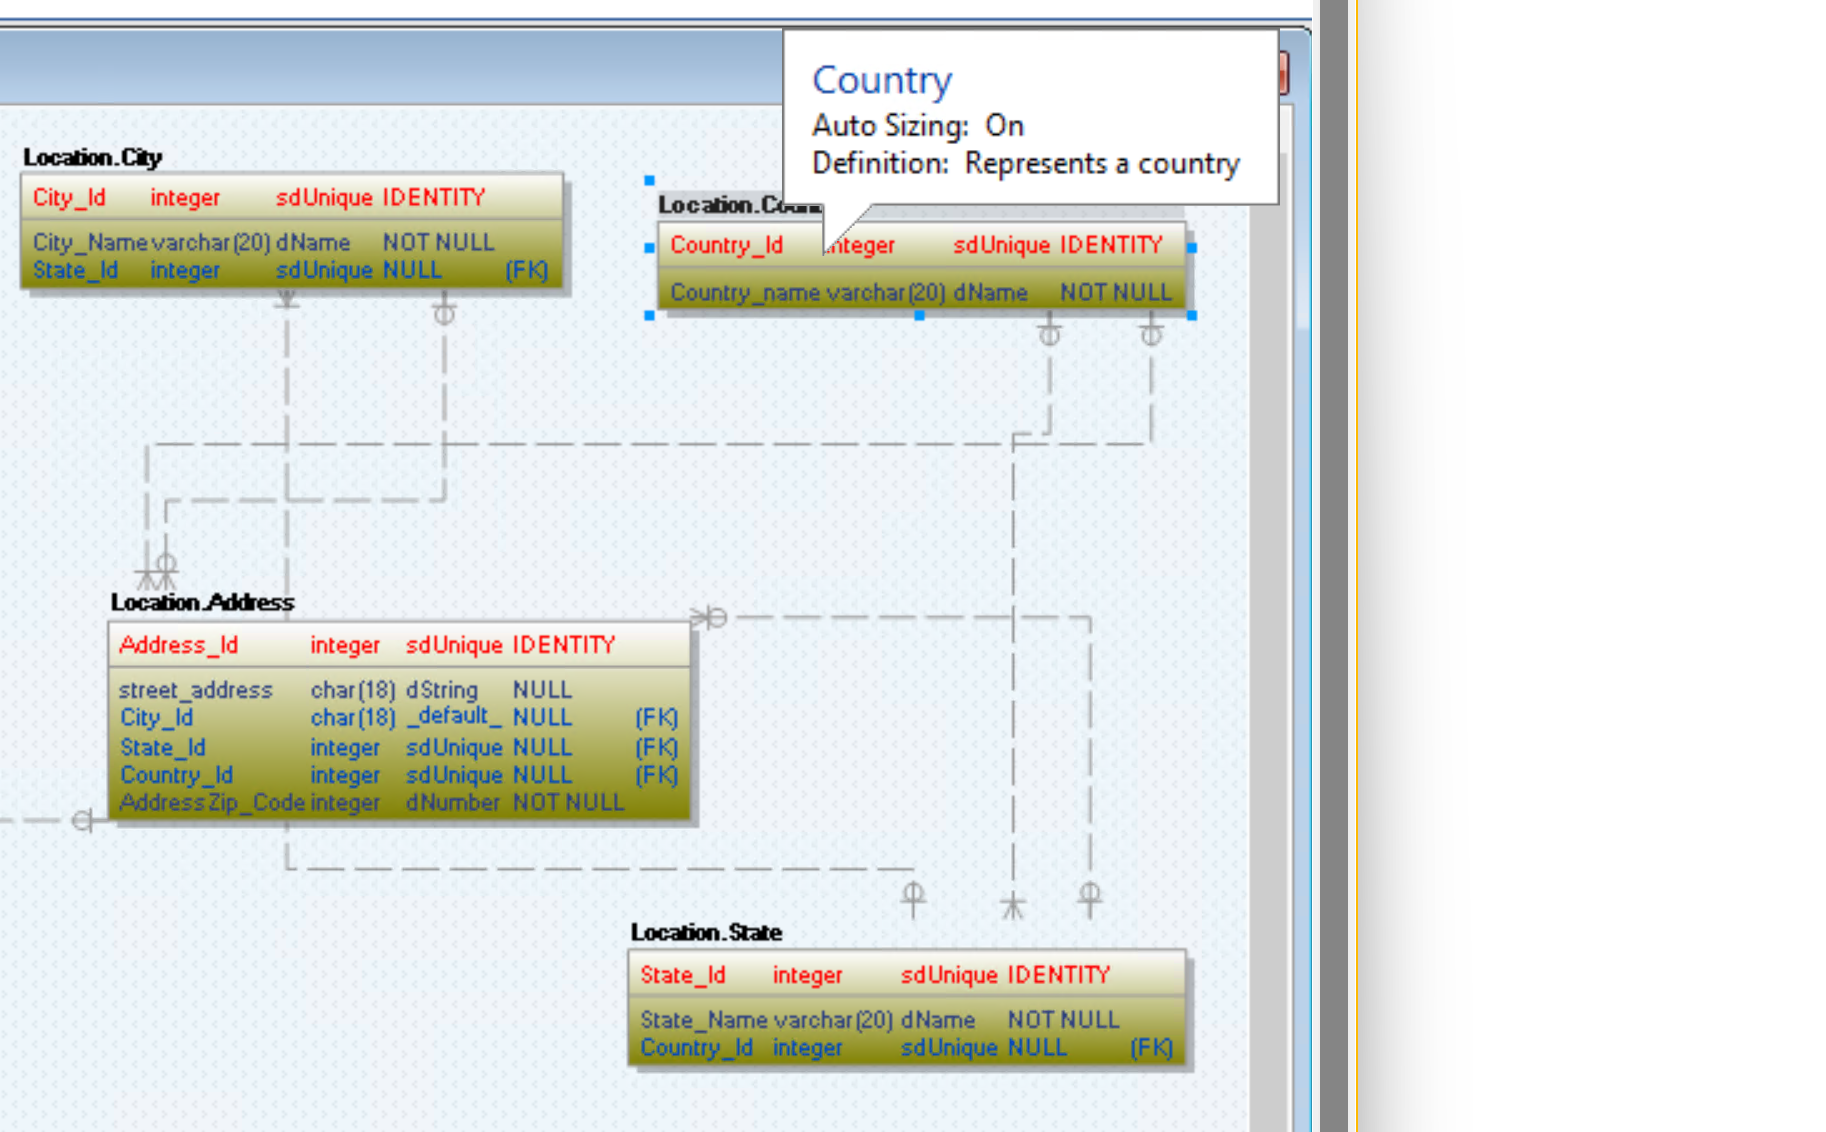 Country
Auto Sizing: On
Definition: Represents a country
Location.City
City_Id integer sdUnique IDENTITY
City_Name varchar(20) dName NOT NULL
State_Id integer sdUnique NULL (FK)
Country_Id integer sdUnique IDENTITY
Country_name varchar(20) dName NOT NULL
Location.Address
Address_Id integer sdUnique IDENTITY
street_address char(18) dString NULL
City_Id char(18) _default_ NULL (FK)
State_Id integer sdUnique NULL (FK)
Country_Id integer sdUnique NULL (FK)
AddressZip_Code integer dNumber NOT NULL
Location.State
State_Id integer sdUnique IDENTITY
State_Name varchar(20) dName NOT NULL
Country_Id integer sdUnique NULL (FK)